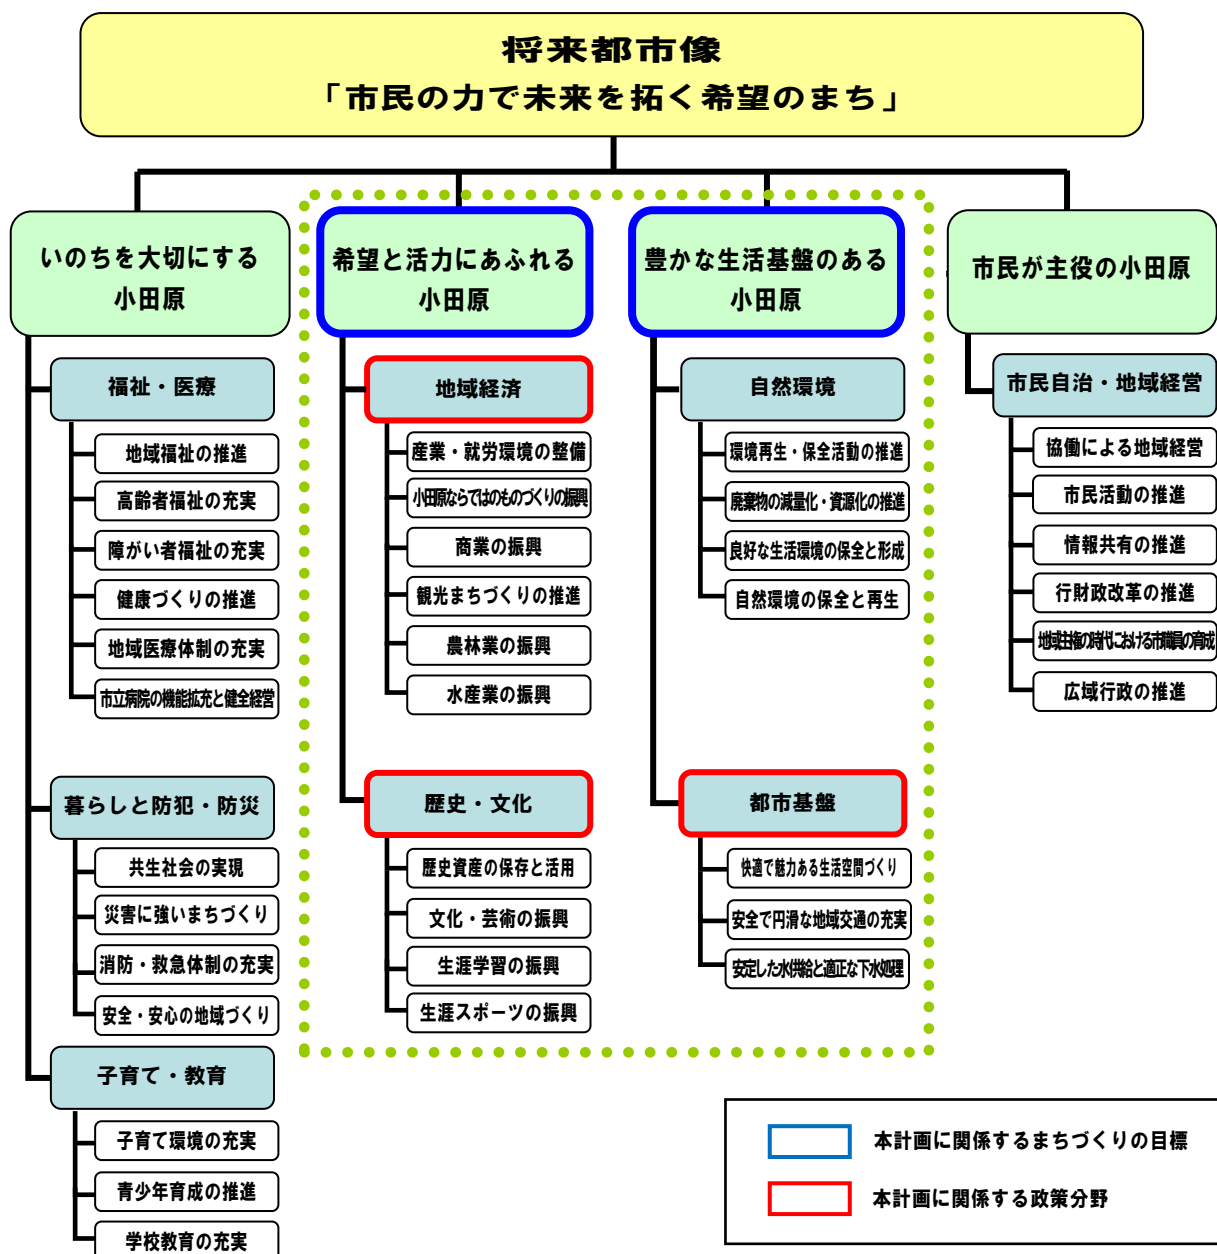 将来都市像
「市民の力で未来を拓く希望のまち」
いのちを大切にする
小田原
福祉・医療
地域福祉の推進
高齢者福祉の充実
障がい者福祉の充実
健康づくりの推進
地域医療体制の充実
市立病院の機能拡充と健全経営
暮らしと防犯・防災
共生社会の実現
災害に強いまちづくり
消防・救急体制の充実
安全・安心の地域づくり
子育て・教育
子育て環境の充実
青少年育成の推進
学校教育の充実
希望と活力にあふれる
小田原
地域経済
産業・就労環境の整備
小田原ならではのものづくりの振興
商業の振興
観光まちづくりの推進
農林業の振興
水産業の振興
歴史・文化
歴史資産の保存と活用
文化・芸術の振興
生涯学習の振興
生涯スポーツの振興
豊かな生活基盤のある
小田原
自然環境
環境再生・保全活動の推進
廃棄物の減量化・資源化の推進
良好な生活環境の保全と形成
自然環境の保全と再生
都市基盤
快適で魅力ある生活空間づくり
安全で円滑な地域交通の充実
安定した水供給と適正な下水処理
市民が主役の小田原
市民自治・地域経営
協働による地域経営
市民活動の推進
情報共有の推進
行財政改革の推進
地域主権の時代における市職員の育成
広域行政の推進
本計画に関係するまちづくりの目標
本計画に関係する政策分野